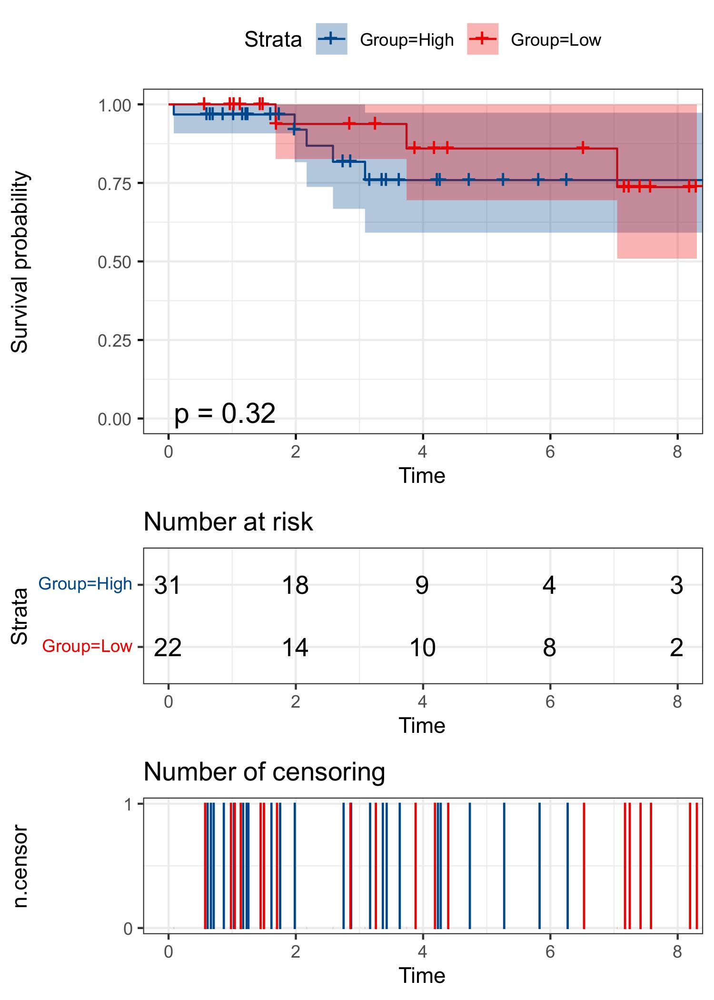 Strata Group=High Group=Low
Survival probability
1.00
0.75
0.50
0.25
0.00
p = 0.32
0 2 4 6 8
Time
Number at risk
Strata
Group=High 31 18 9 4 3
Group=Low 22 14 10 8 2
0 2 4 6 8
Time
Number of censoring
n.censor
1
0
0 2 4 6 8
Time